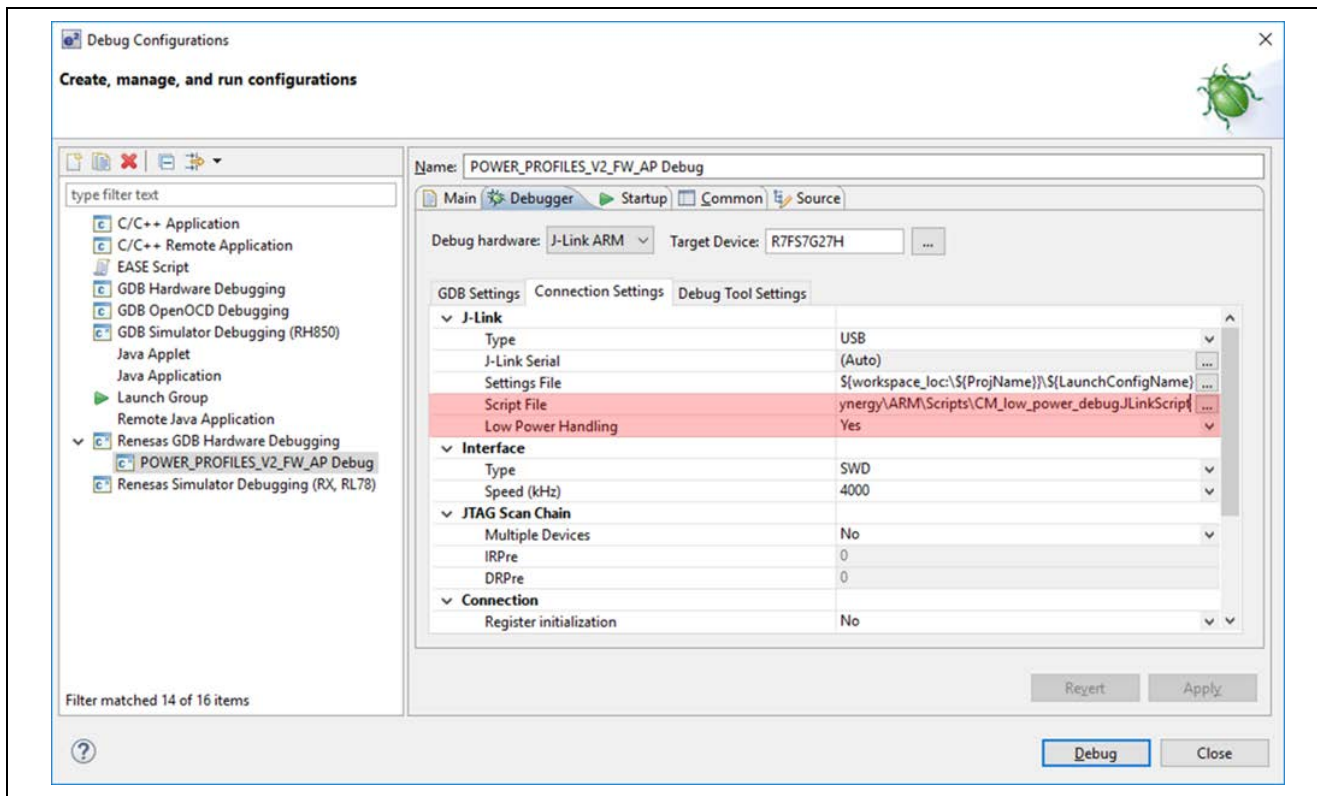 Debug Configurations
Create, manage, and run configurations
type filter text
C/C++ Application
C/C++ Remote Application
EASE Script
GDB Hardware Debugging
GDB OpenOCD Debugging
GDB Simulator Debugging (RH850)
Java Applet
Java Application
Launch Group
Remote Java Application
Renesas GDB Hardware Debugging
POWER_PROFILES_V2_FW_AP Debug
Renesas Simulator Debugging (RX, RL78)
Filter matched 14 of 16 items
Name: POWER_PROFILES_V2_FW_AP Debug
Main Debugger Startup Common Source
Debug hardware: J-Link ARM Target Device: R7FS7G27H ...
GDB Settings Connection Settings Debug Tool Settings
J-Link
Type USB
J-Link Serial (Auto) ...
Settings File ${workspace_loc:\${ProjName}}\${LaunchConfigName} ...
Script File ynergy\ARM\Scripts\CM_low_power_debug.JLinkScript ...
Low Power Handling Yes
Interface
Type SWD
Speed (kHz) 4000
JTAG Scan Chain
Multiple Devices No
IRPre 0
DRPre 0
Connection
Register initialization No
Revert Apply
? Debug Close